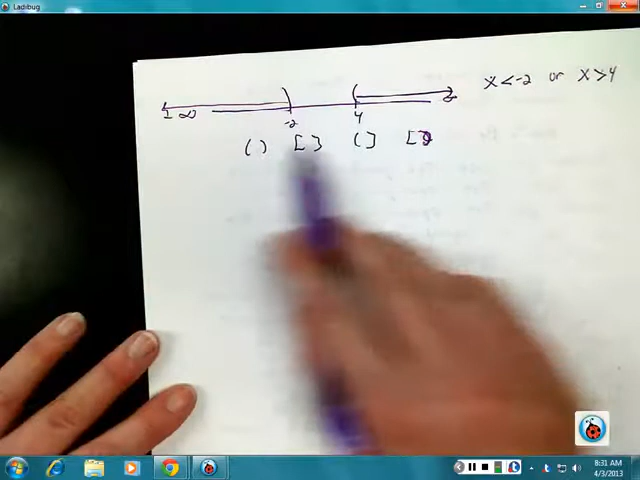 Ladibug
x < -2 or x > 4
-∞ -2 4 ∞
( ) [ ] ( ] [ )
8:31 AM
4/3/2013